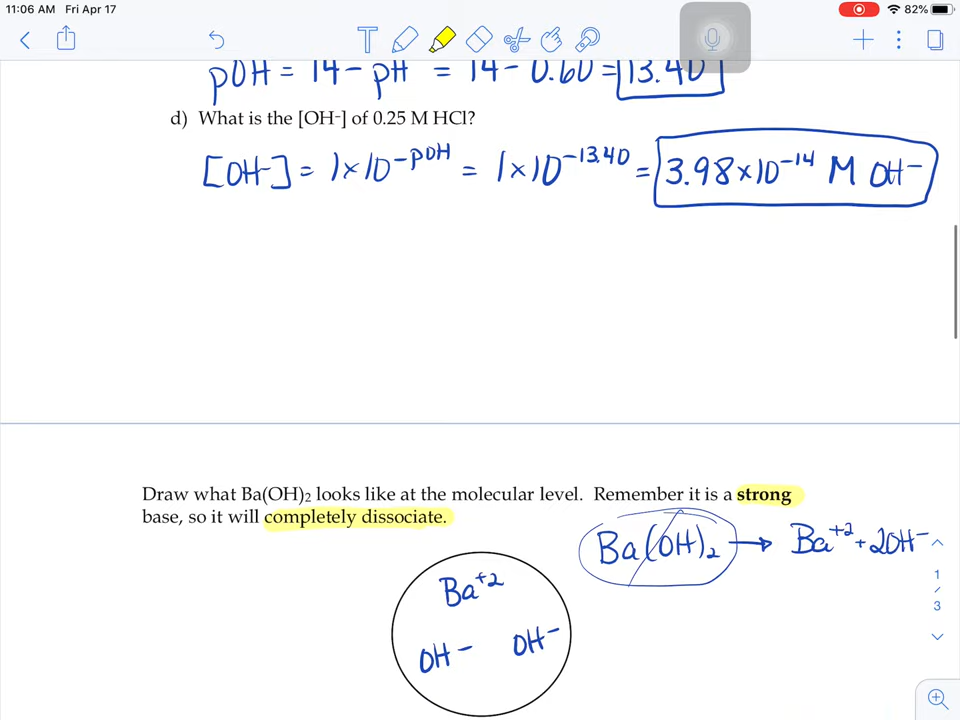 11:06 AM Fri Apr 17 82%
T
pOH = 14 - pH = 14 - 0.60 = 13.40
d) What is the [OH-] of 0.25 M HCl?
[OH-] = 1×10^-pOH = 1×10^-13.40 = 3.98×10^-14 M OH-
Draw what Ba(OH)₂ looks like at the molecular level. Remember it is a strong
base, so it will completely dissociate.
Ba(OH)₂ → Ba+2 + 2OH-
Ba+2
OH- OH-
1
/
3